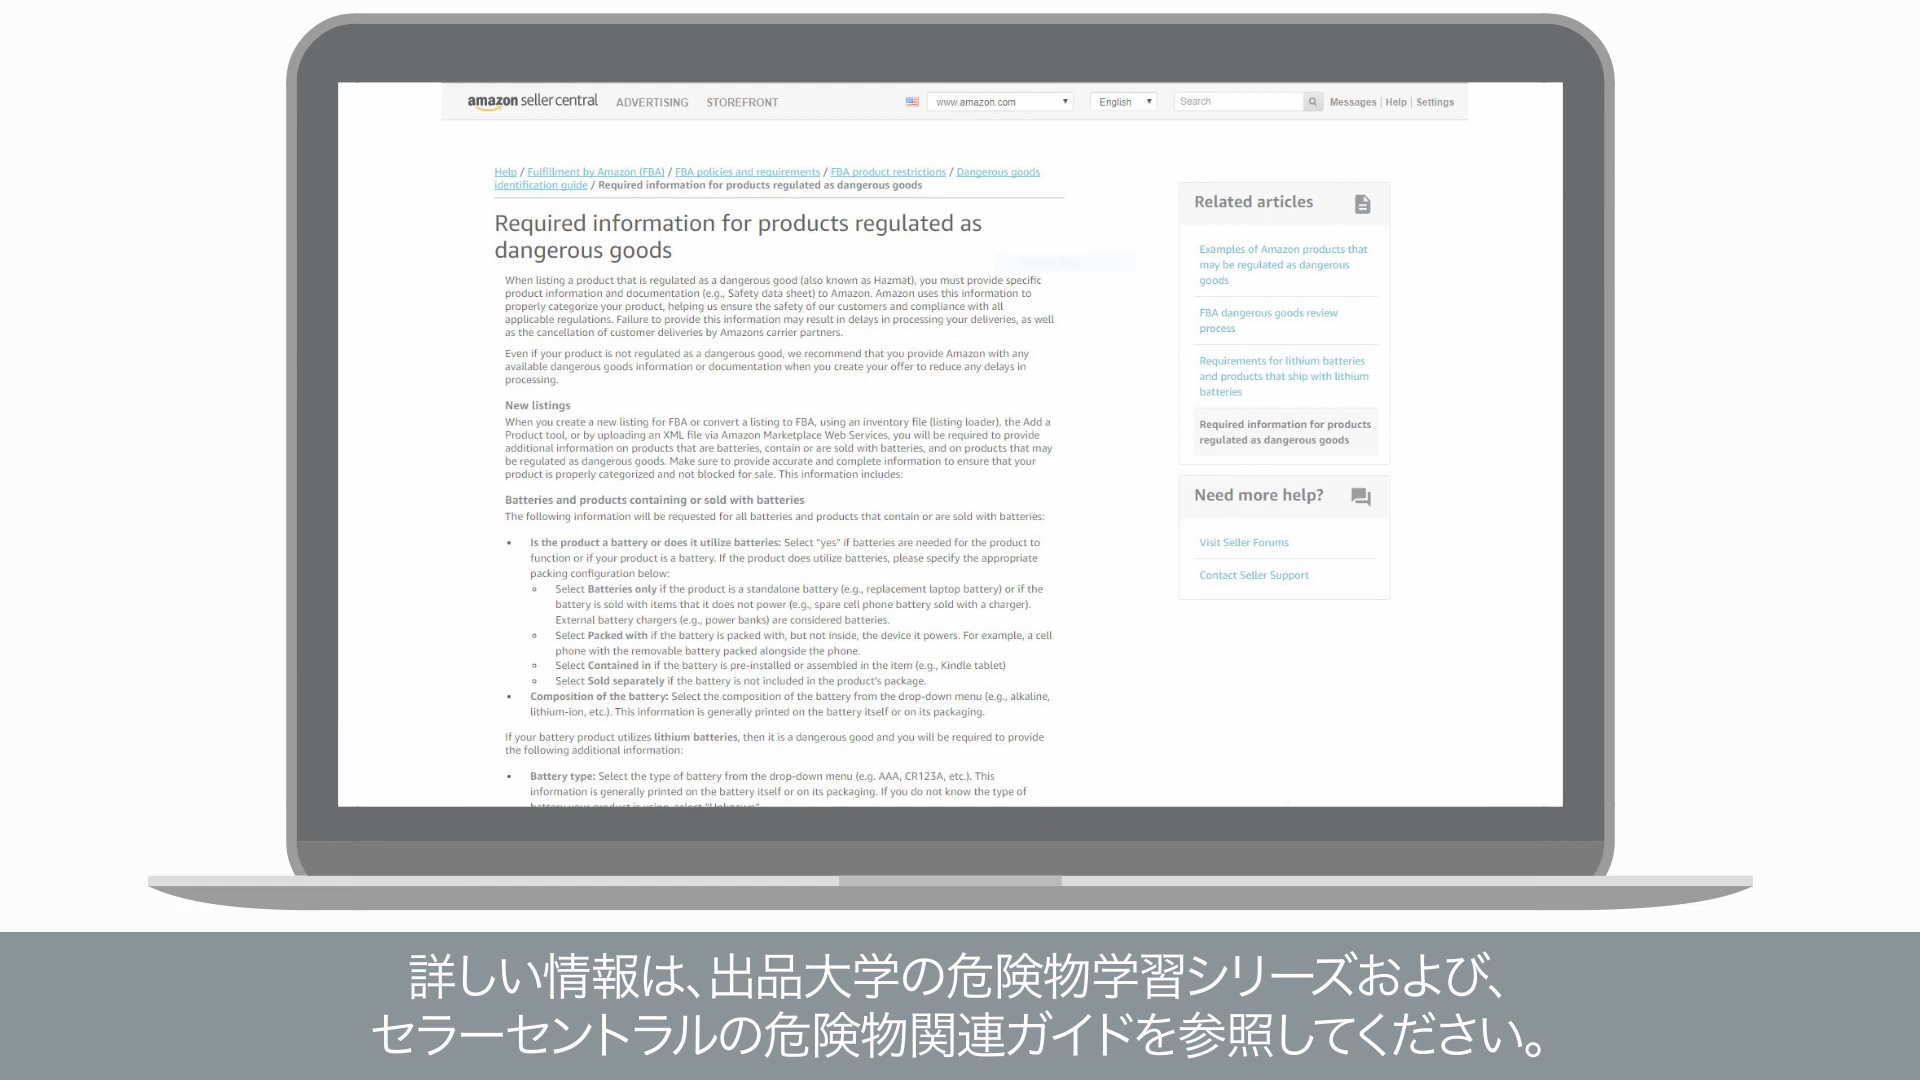 amazon seller central ADVERTISING STOREFRONT www.amazon.com English Search Messages | Help | Settings
Help / Fulfillment by Amazon (FBA) / FBA policies and requirements / FBA product restrictions / Dangerous goods
identification guide / Required information for products regulated as dangerous goods
Required information for products regulated as
dangerous goods
When listing a product that is regulated as a dangerous good (also known as Hazmat), you must provide specific
product information and documentation (e.g., Safety data sheet) to Amazon. Amazon uses this information to
properly categorize your product, helping us ensure the safety of our customers and compliance with all
applicable regulations. Failure to provide this information may result in delays in processing your deliveries, as well
as the cancellation of customer deliveries by Amazons carrier partners.
Even if your product is not regulated as a dangerous good, we recommend that you provide Amazon with any
available dangerous goods information or documentation when you create your offer to reduce any delays in
processing.
New listings
When you create a new listing for FBA or convert a listing to FBA, using an inventory file (listing loader), the Add a
Product tool, or by uploading an XML file via Amazon Marketplace Web Services, you will be required to provide
additional information on products that are batteries, contain or are sold with batteries, and on products that may
be regulated as dangerous goods. Make sure to provide accurate and complete information to ensure that your
product is properly categorized and not blocked for sale. This information includes:
Batteries and products containing or sold with batteries
The following information will be requested for all batteries and products that contain or are sold with batteries:
• Is the product a battery or does it utilize batteries: Select “yes” if batteries are needed for the product to
function or if your product is a battery. If the product does utilize batteries, please specify the appropriate
packing configuration below:
○ Select Batteries only if the product is a standalone battery (e.g., replacement laptop battery) or if the
battery is sold with items that it does not power (e.g., spare cell phone battery sold with a charger).
External battery chargers (e.g., power banks) are considered batteries.
○ Select Packed with if the battery is packed with, but not inside, the device it powers. For example, a cell
phone with the removable battery packed alongside the phone.
○ Select Contained in if the battery is pre-installed or assembled in the item (e.g., Kindle tablet)
○ Select Sold separately if the battery is not included in the product's package.
• Composition of the battery: Select the composition of the battery from the drop-down menu (e.g., alkaline,
lithium-ion, etc.). This information is generally printed on the battery itself or on its packaging.
If your battery product utilizes lithium batteries, then it is a dangerous good and you will be required to provide
the following additional information:
• Battery type: Select the type of battery from the drop-down menu (e.g. AAA, CR123A, etc.). This
information is generally printed on the battery itself or on its packaging. If you do not know the type of
battery your product is using, select “Unknown”
Related articles
Examples of Amazon products that
may be regulated as dangerous
goods
FBA dangerous goods review
process
Requirements for lithium batteries
and products that ship with lithium
batteries
Required information for products
regulated as dangerous goods
Need more help?
Visit Seller Forums
Contact Seller Support
詳しい情報は、出品大学の危険物学習シリーズおよび、
セラーセントラルの危険物関連ガイドを参照してください。